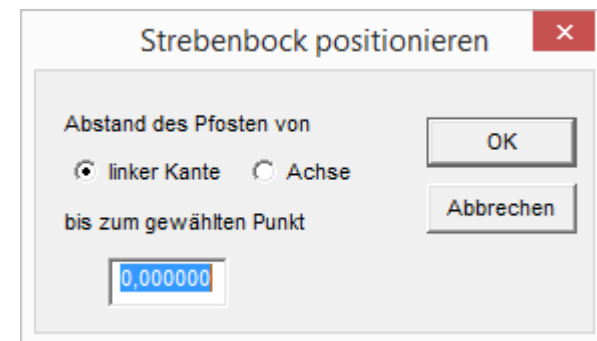 Strebenbock positionieren
Abstand des Pfosten von
linker Kante Achse
bis zum gewählten Punkt
0,000000
OK
Abbrechen